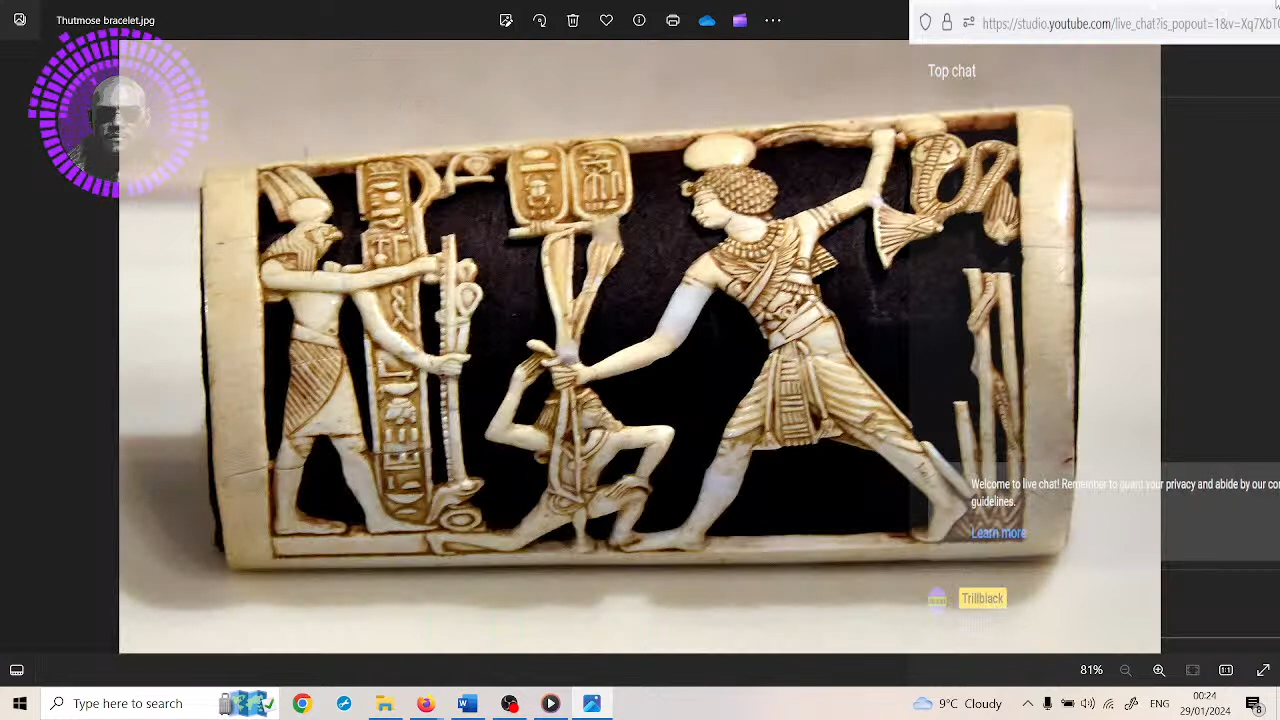 Thutmose bracelet.jpg
https://studio.youtube.com/live_chat?is_popout=1&v=Xq7Xb
Top chat
Welcome to live chat! Remember to guard your privacy and abide by our co
guidelines.
Learn more
Trillblack
81%
Type here to search
9°C Cloudy
ENG
00:24
29/01/2024
8